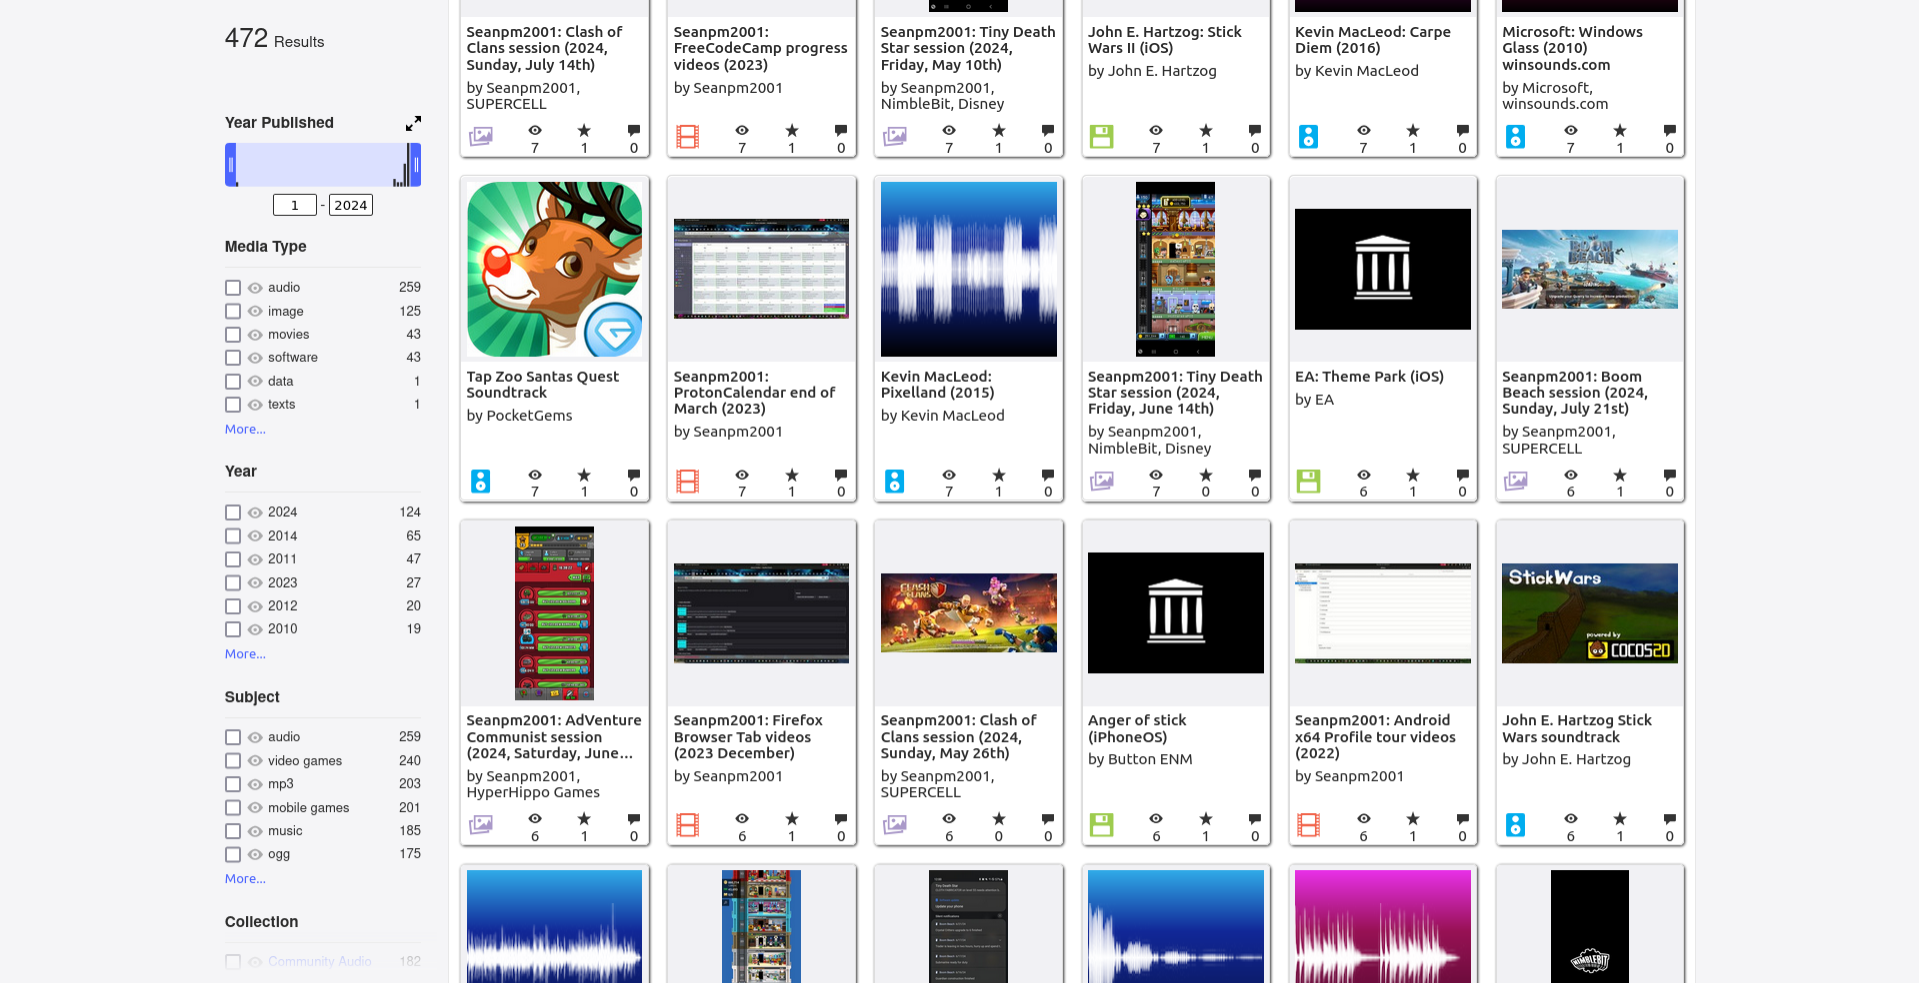 472 Results
Year Published
1 - 2024
Media Type
audio 259
image 125
movies 43
software 43
data 1
texts 1
More...
Year
2024 124
2014 65
2011 47
2023 27
2012 20
2010 19
More...
Subject
audio 259
video games 240
mp3 203
mobile games 201
music 185
ogg 175
More...
Collection
Community Audio 182
Seanpm2001: Clash of
Clans session (2024,
Sunday, July 14th)
by Seanpm2001,
SUPERCELL
7 1 0
Seanpm2001:
FreeCodeCamp progress
videos (2023)
by Seanpm2001
7 1 0
Seanpm2001: Tiny Death
Star session (2024,
Friday, May 10th)
by Seanpm2001,
NimbleBit, Disney
7 1 0
John E. Hartzog: Stick
Wars II (iOS)
by John E. Hartzog
7 1 0
Kevin MacLeod: Carpe
Diem (2016)
by Kevin MacLeod
7 1 0
Microsoft: Windows
Glass (2010)
winsounds.com
by Microsoft,
winsounds.com
7 1 0
Tap Zoo Santas Quest
Soundtrack
by PocketGems
7 1 0
Seanpm2001:
ProtonCalendar end of
March (2023)
by Seanpm2001
7 1 0
Kevin MacLeod:
Pixelland (2015)
by Kevin MacLeod
7 1 0
Seanpm2001: Tiny Death
Star session (2024,
Friday, June 14th)
by Seanpm2001,
NimbleBit, Disney
7 0 0
EA: Theme Park (iOS)
by EA
6 1 0
BOOM
BEACH
Seanpm2001: Boom
Beach session (2024,
Sunday, July 21st)
by Seanpm2001,
SUPERCELL
6 1 0
Seanpm2001: AdVenture
Communist session
(2024, Saturday, June...
by Seanpm2001,
HyperHippo Games
6 1 0
Seanpm2001: Firefox
Browser Tab videos
(2023 December)
by Seanpm2001
6 1 0
CLASH OF
CLANS
Seanpm2001: Clash of
Clans session (2024,
Sunday, May 26th)
by Seanpm2001,
SUPERCELL
6 0 0
Anger of stick
(iPhoneOS)
by Button ENM
6 1 0
Seanpm2001: Android
x64 Profile tour videos
(2022)
by Seanpm2001
6 1 0
StickWars
powered by
COCOS2D
John E. Hartzog Stick
Wars soundtrack
by John E. Hartzog
6 1 0
NIMBLEBIT